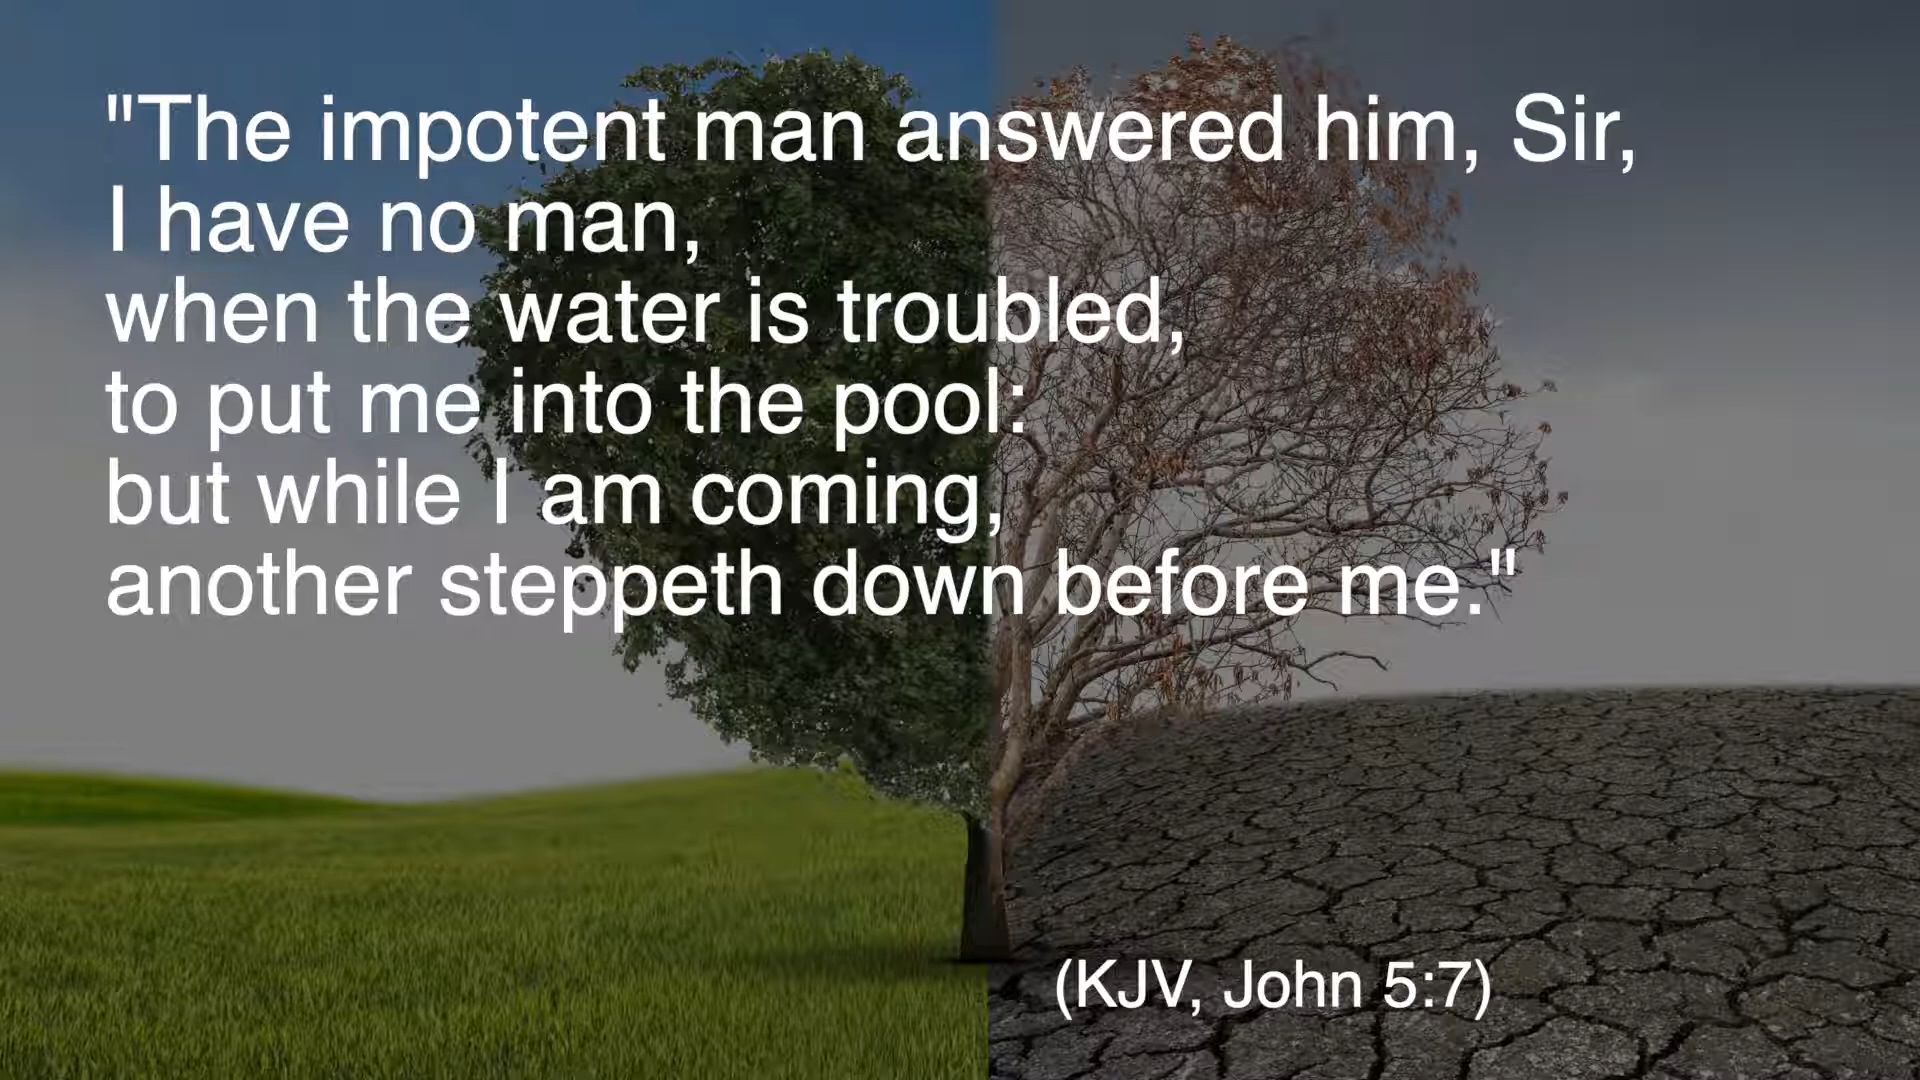 "The impotent man answered him, Sir,
I have no man,
when the water is troubled,
to put me into the pool:
but while I am coming,
another steppeth down before me."
(KJV, John 5:7)